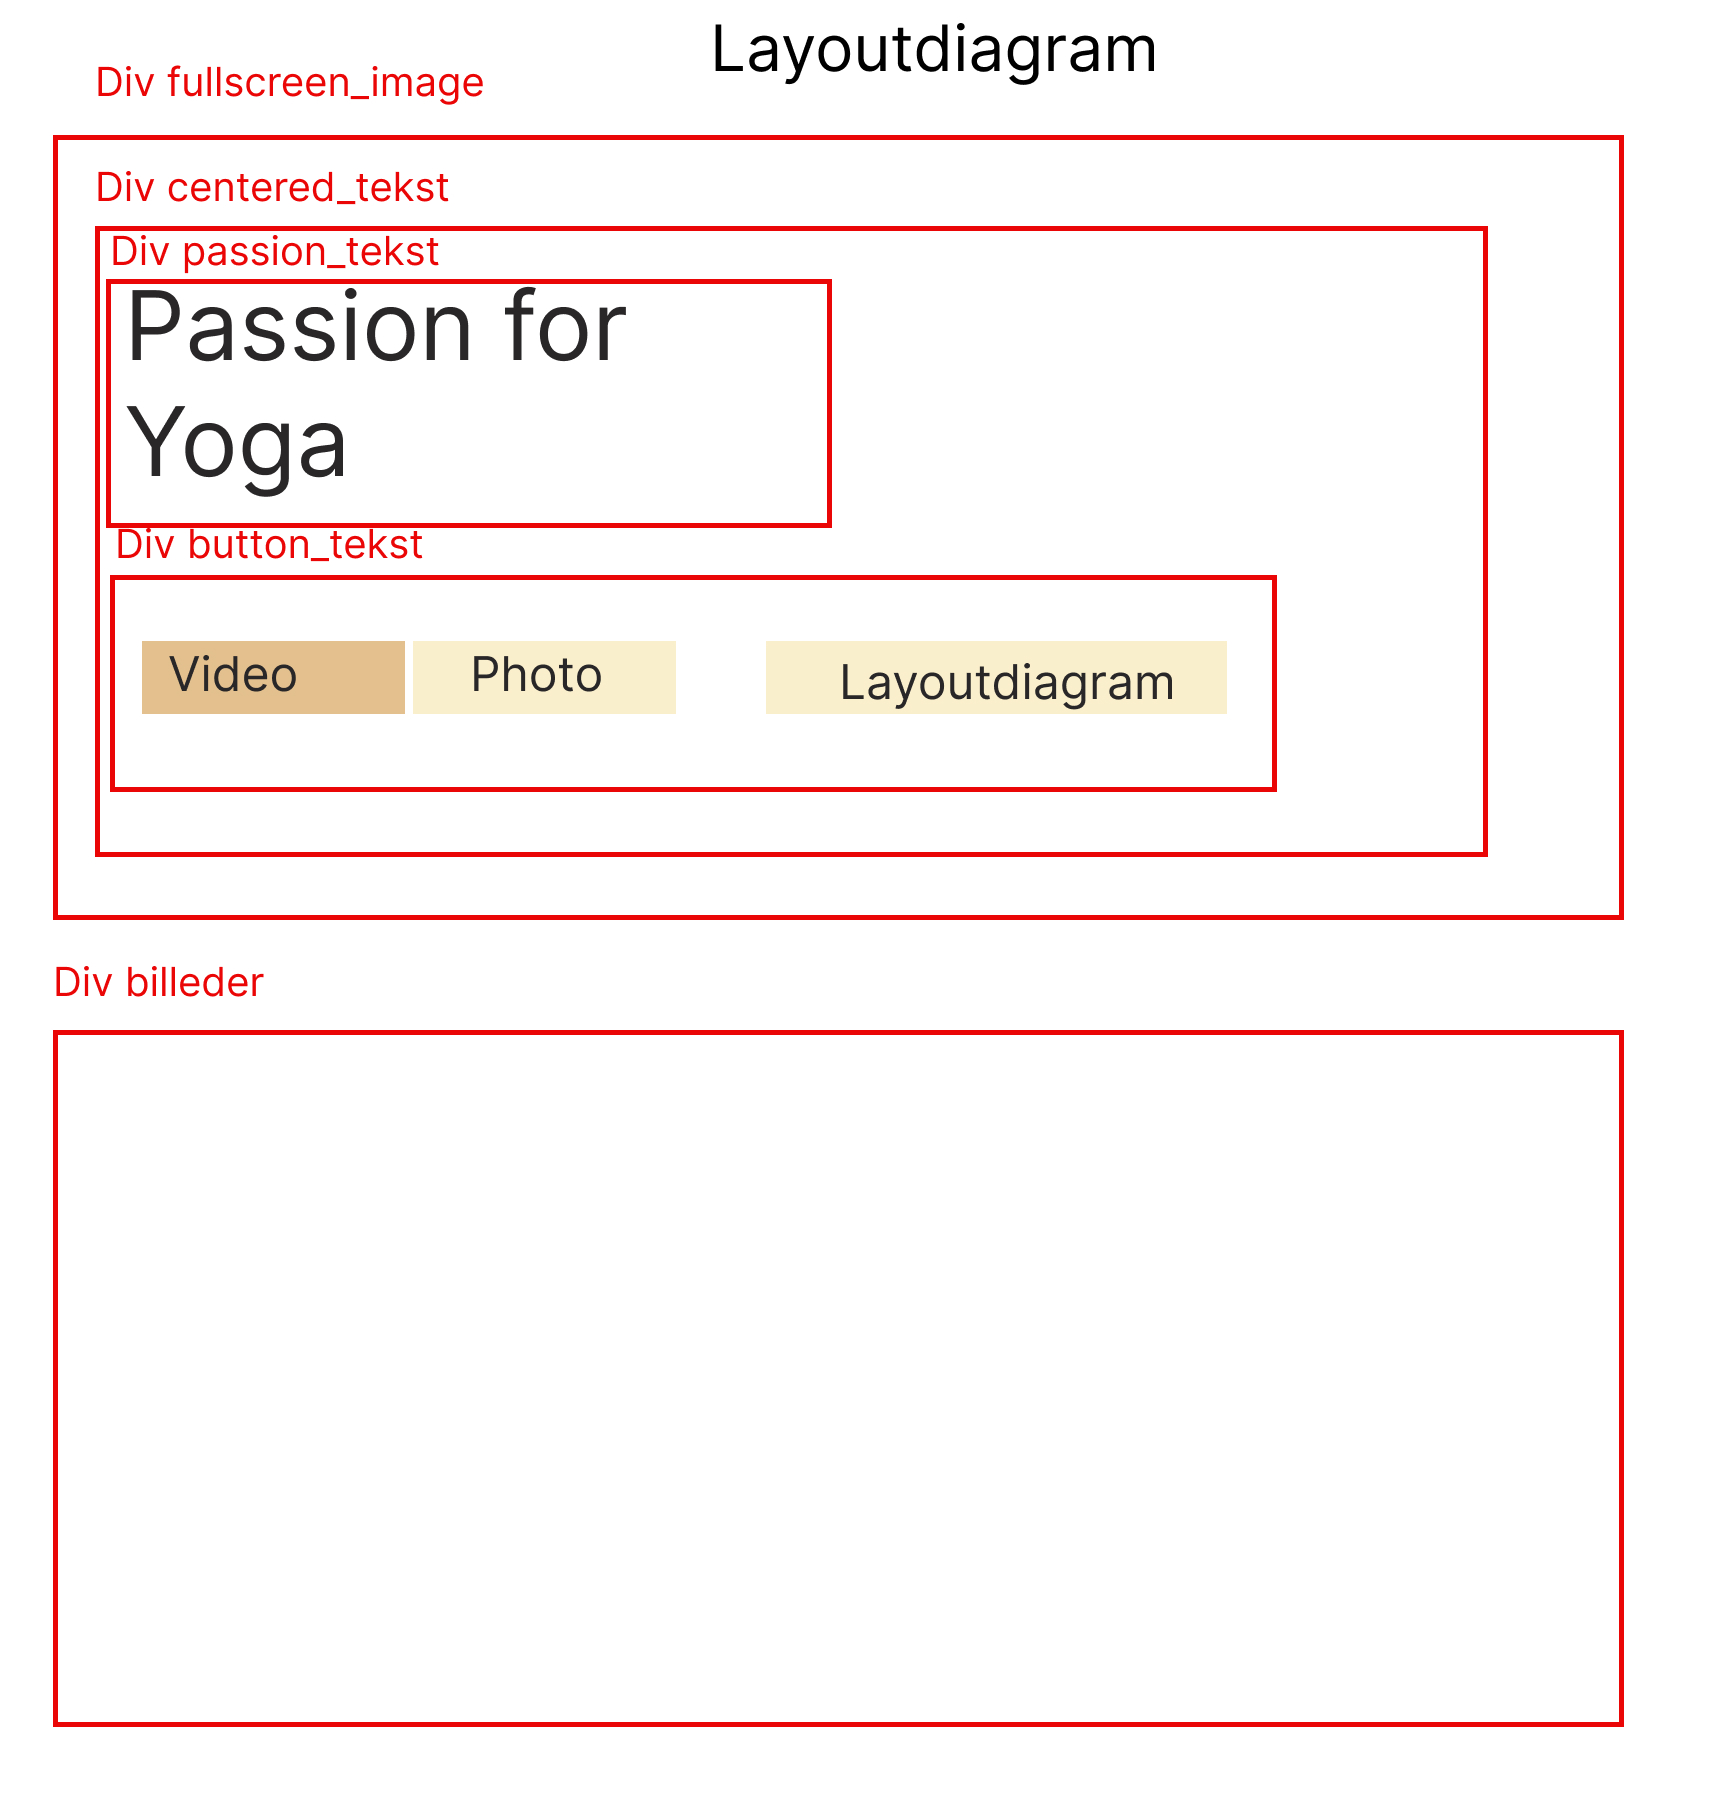 Layoutdiagram
Div fullscreen_image
Div centered_tekst
Div passion_tekst
Passion for
Yoga
Div button_tekst
Video
Photo
Layoutdiagram
Div billeder